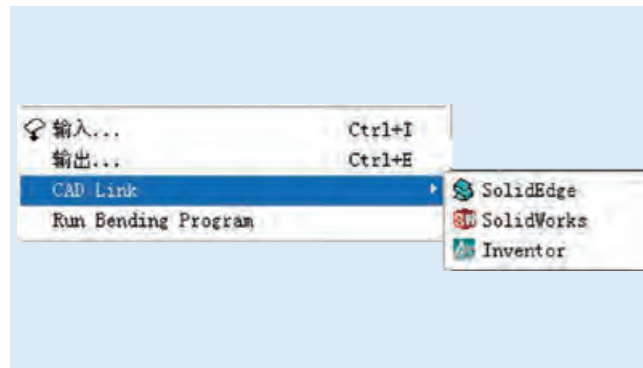 输入... Ctrl+I
输出... Ctrl+E
CAD Link
Run Bending Program
SolidEdge
SolidWorks
Inventor